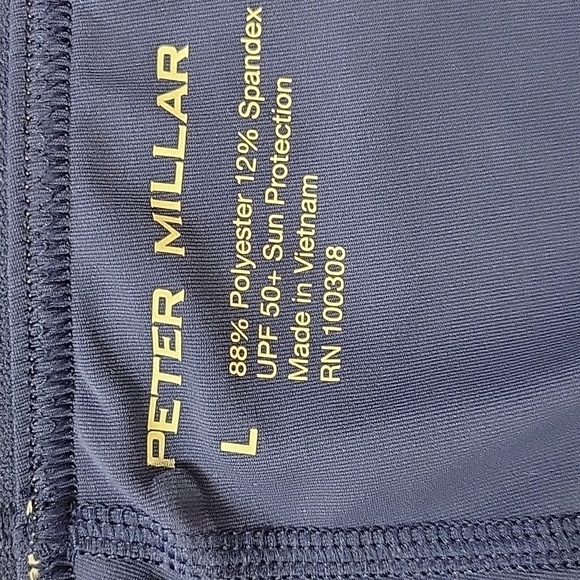 PETER MILLAR
L
88% Polyester 12% Spandex
UPF 50+ Sun Protection
Made in Vietnam
RN 100308